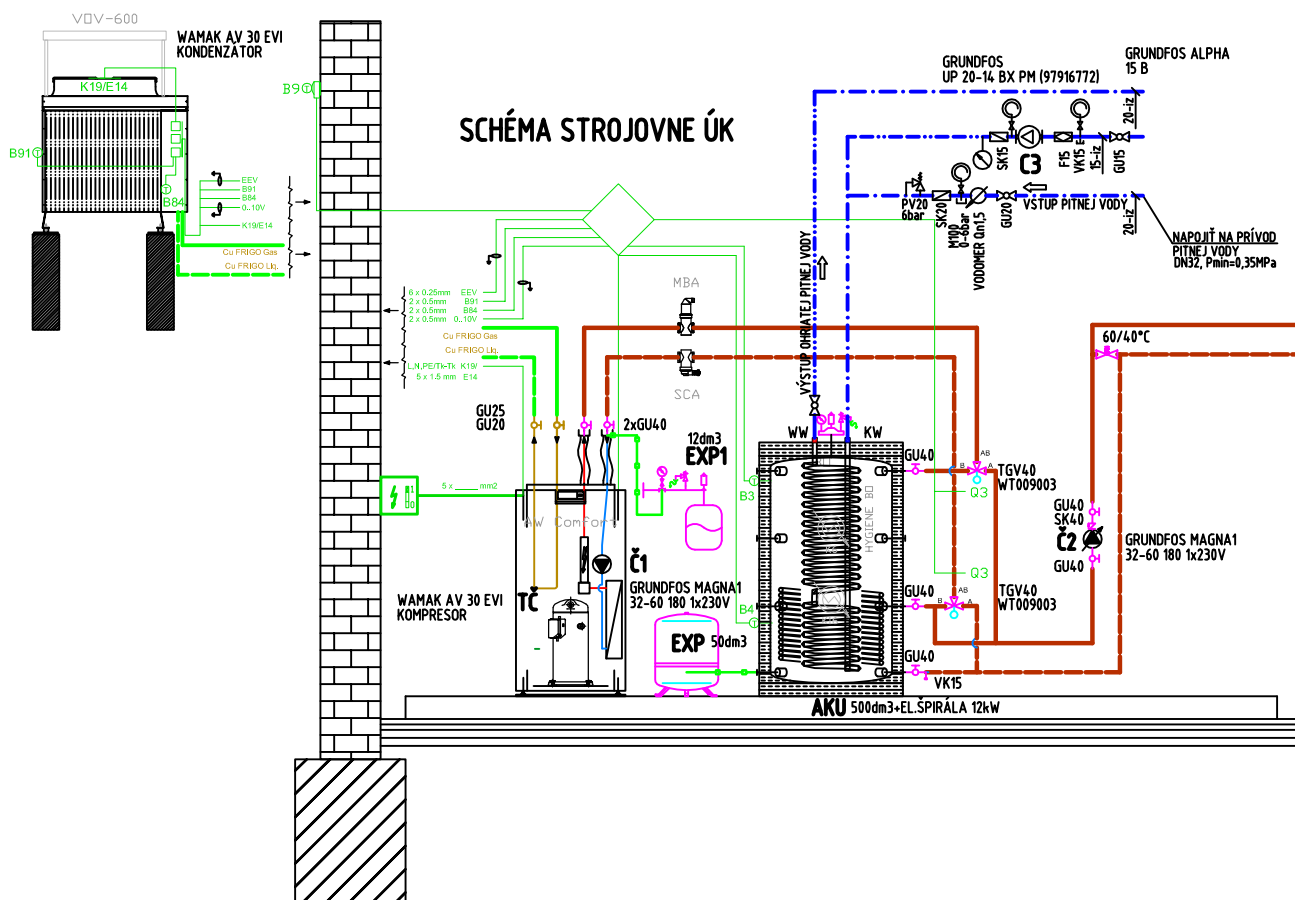 VOV-600
WAMAK AV 30 EVI
KONDENZÁTOR
K19/E14
B9
B91
B84
EEV
B91
B84
0..10V
K19/E14
Cu FRIGO Gas
Cu FRIGO Liq.
SCHÉMA STROJOVNE ÚK
GRUNDFOS
UP 20-14 BX PM (97916772)
GRUNDFOS ALPHA
15 B
20-iz
SK15
C3
F15
VK15
15-iz
GU15
PV20
6bar
SK20
M100
0-6bar
VODOMER Qn1,5
GU20
VSTUP PITNEJ VODY
20-iz
NAPOJIŤ NA PRÍVOD
PITNEJ VODY
DN32, Pmin=0,35MPa
VÝSTUP OHRIATEJ PITNEJ VODY
6 x 0.25mm EEV
2 x 0.5mm B91
2 x 0.5mm B84
2 x 0.5mm 0..10V
Cu FRIGO Gas
Cu FRIGO Liq.
L,N,PE/Tk-Tk K19/
5 x 1.5 mm E14
MBA
SCA
60/40°C
GU25
GU20
2xGU40
12dm3
EXP1
WW
KW
GU40
AB
B
A
TGV40
WT009003
5 x ____ mm2
AW Comfort
B3
HYGIENE BO
Q3
GU40
SK40
Č2
GU40
GRUNDFOS MAGNA1
32-60 180 1x230V
Č1
GRUNDFOS MAGNA1
32-60 180 1x230V
TČ
WAMAK AV 30 EVI
KOMPRESOR
Q3
GU40
AB
B
A
TGV40
WT009003
B4
EXP 50dm3
GU40
VK15
AKU 500dm3+EL.ŠPIRÁLA 12kW